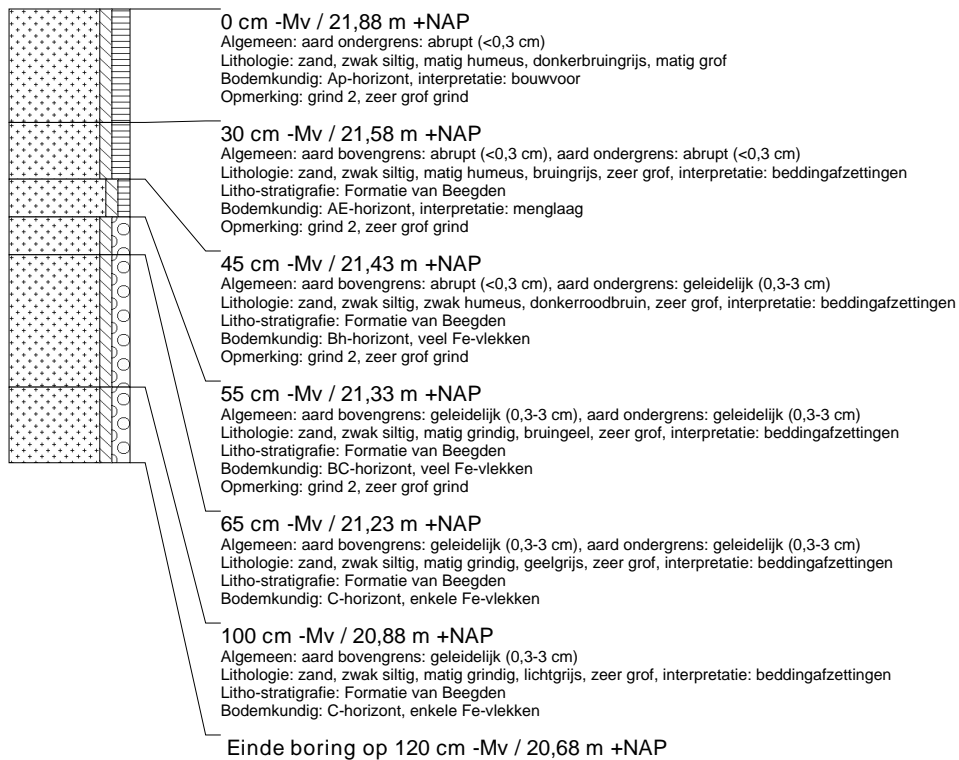 0 cm -Mv / 21,88 m +NAP
Algemeen: aard ondergrens: abrupt (<0,3 cm)
Lithologie: zand, zwak siltig, matig humeus, donkerbruingrijs, matig grof
Bodemkundig: Ap-horizont, interpretatie: bouwvoor
Opmerking: grind 2, zeer grof grind
30 cm -Mv / 21,58 m +NAP
Algemeen: aard bovengrens: abrupt (<0,3 cm), aard ondergrens: abrupt (<0,3 cm)
Lithologie: zand, zwak siltig, matig humeus, bruingrijs, zeer grof, interpretatie: beddingafzettingen
Litho-stratigrafie: Formatie van Beegden
Bodemkundig: AE-horizont, interpretatie: menglaag
Opmerking: grind 2, zeer grof grind
45 cm -Mv / 21,43 m +NAP
Algemeen: aard bovengrens: abrupt (<0,3 cm), aard ondergrens: geleidelijk (0,3-3 cm)
Lithologie: zand, zwak siltig, zwak humeus, donkerroodbruin, zeer grof, interpretatie: beddingafzettingen
Litho-stratigrafie: Formatie van Beegden
Bodemkundig: Bh-horizont, veel Fe-vlekken
Opmerking: grind 2, zeer grof grind
55 cm -Mv / 21,33 m +NAP
Algemeen: aard bovengrens: geleidelijk (0,3-3 cm), aard ondergrens: geleidelijk (0,3-3 cm)
Lithologie: zand, zwak siltig, matig grindig, bruingeel, zeer grof, interpretatie: beddingafzettingen
Litho-stratigrafie: Formatie van Beegden
Bodemkundig: BC-horizont, veel Fe-vlekken
Opmerking: grind 2, zeer grof grind
65 cm -Mv / 21,23 m +NAP
Algemeen: aard bovengrens: geleidelijk (0,3-3 cm), aard ondergrens: geleidelijk (0,3-3 cm)
Lithologie: zand, zwak siltig, matig grindig, geelgrijs, zeer grof, interpretatie: beddingafzettingen
Litho-stratigrafie: Formatie van Beegden
Bodemkundig: C-horizont, enkele Fe-vlekken
100 cm -Mv / 20,88 m +NAP
Algemeen: aard bovengrens: geleidelijk (0,3-3 cm)
Lithologie: zand, zwak siltig, matig grindig, lichtgrijs, zeer grof, interpretatie: beddingafzettingen
Litho-stratigrafie: Formatie van Beegden
Bodemkundig: C-horizont, enkele Fe-vlekken
Einde boring op 120 cm -Mv / 20,68 m +NAP